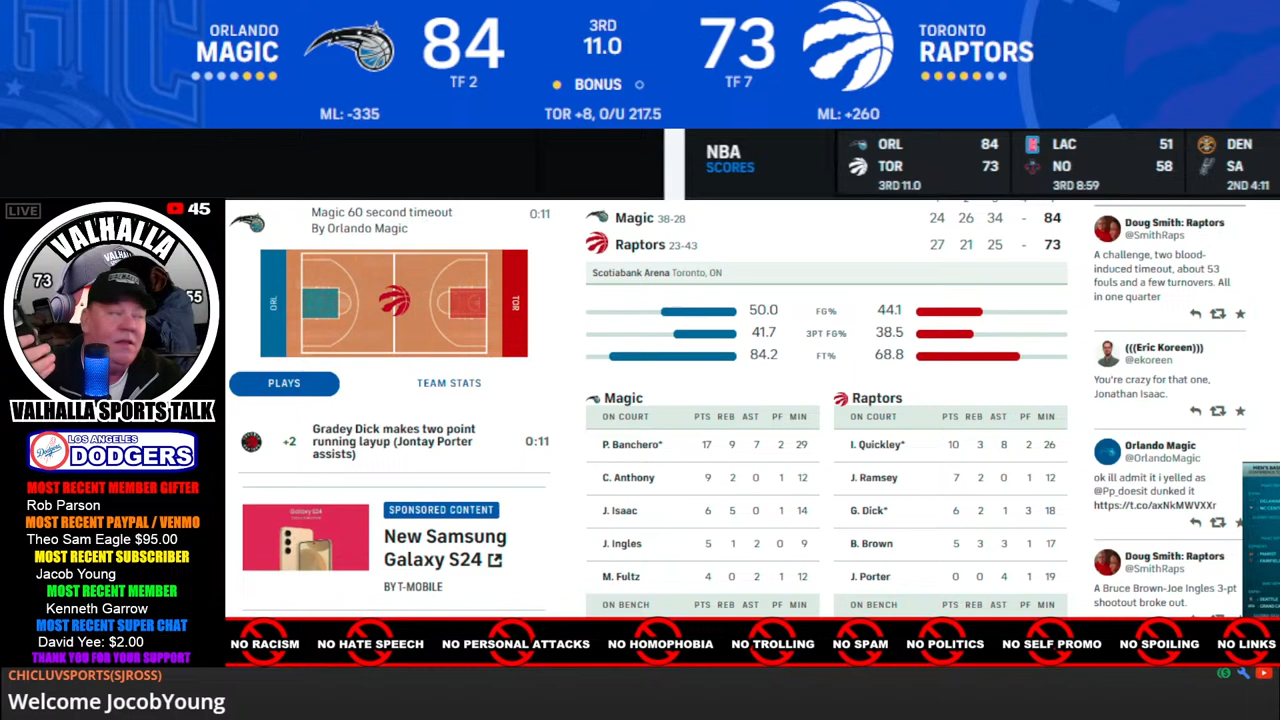 ORLANDO
MAGIC
84
TF 2
3RD
11.0
BONUS
73
TF 7
TORONTO
RAPTORS
ML: -335
TOR +8, O/U 217.5
ML: +260
NBA
SCORES
ORL 84
TOR 73
3RD 11.0
LAC 51
NO 58
3RD 8:59
DEN
SA
2ND 4:11
LIVE
45
VALHALLA
VALHALLA
73
55
VALHALLA SPORTS TALK
LOS ANGELES
DODGERS
Dodgers
MOST RECENT MEMBER GIFTER
Rob Parson
MOST RECENT PAYPAL / VENMO
Theo Sam Eagle $95.00
MOST RECENT SUBSCRIBER
Jacob Young
MOST RECENT MEMBER
Kenneth Garrow
MOST RECENT SUPER CHAT
David Yee: $2.00
THANK YOU FOR YOUR SUPPORT
Magic 60 second timeout
By Orlando Magic
0:11
ORL
TOR
PLAYS
TEAM STATS
+2
Gradey Dick makes two point
running layup (Jontay Porter
assists)
0:11
Galaxy S24
SPONSORED CONTENT
New Samsung
Galaxy S24
BY T-MOBILE
Magic 38-28 24 26 34 - 84
Raptors 23-43 27 21 25 - 73
Scotiabank Arena Toronto, ON
50.0 FG% 44.1
41.7 3PT FG% 38.5
84.2 FT% 68.8
Magic
ON COURT PTS REB AST PF MIN
P. Banchero* 17 9 7 2 29
C. Anthony 9 2 0 1 12
J. Isaac 6 5 0 1 14
J. Ingles 5 1 2 0 9
M. Fultz 4 0 2 1 12
ON BENCH PTS REB AST PF MIN
Raptors
ON COURT PTS REB AST PF MIN
I. Quickley* 10 3 8 2 26
J. Ramsey 7 2 0 1 12
G. Dick* 6 2 1 3 18
B. Brown 5 3 3 1 17
J. Porter 0 0 4 1 19
ON BENCH PTS REB AST PF MIN
Doug Smith: Raptors
@SmithRaps
A challenge, two blood-
induced timeout, about 53
fouls and a few turnovers. All
in one quarter
(((Eric Koreen)))
@ekoreen
You're crazy for that one,
Jonathan Isaac.
Orlando Magic
@OrlandoMagic
ok ill admit it i yelled as
@Pp_doesit dunked it
https://t.co/axNkMWVXXr
Doug Smith: Raptors
@SmithRaps
A Bruce Brown-Joe Ingles 3-pt
shootout broke out.
NO RACISM
NO HATE SPEECH
NO PERSONAL ATTACKS
NO HOMOPHOBIA
NO TROLLING
NO SPAM
NO POLITICS
NO SELF PROMO
NO SPOILING
NO LINKS
CHICLUVSPORTS(SJROSS)
Welcome JocobYoung